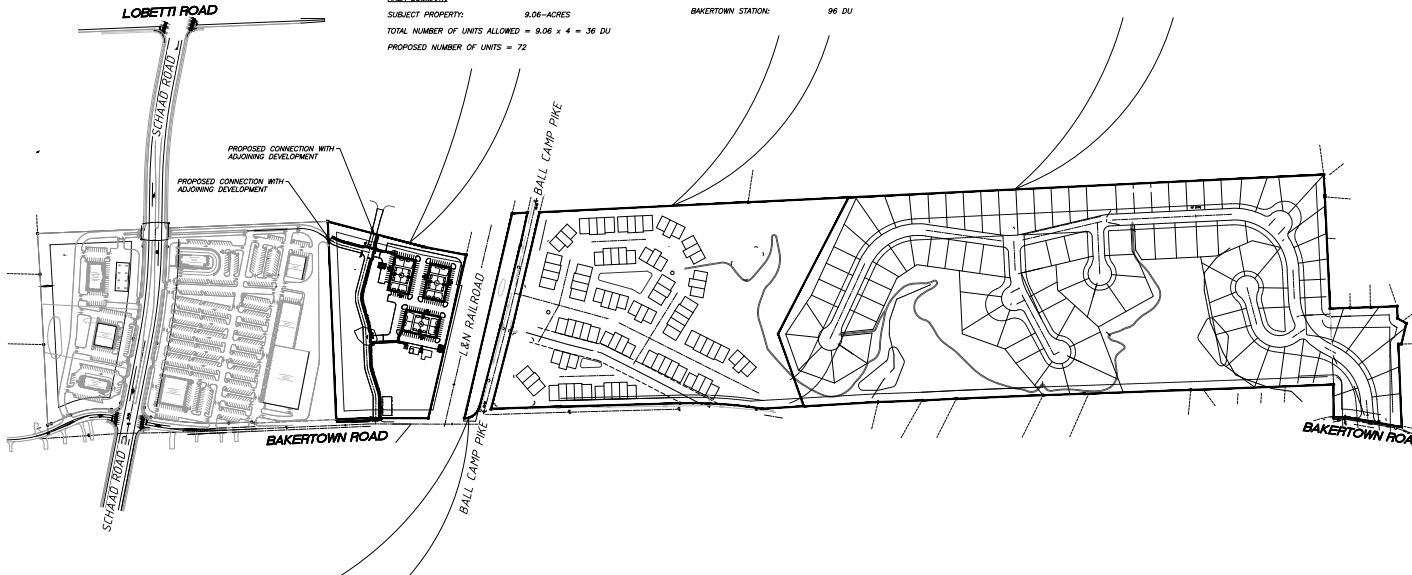 LOBETTI ROAD
SUBJECT PROPERTY: 9.06-ACRES
TOTAL NUMBER OF UNITS ALLOWED = 9.06 x 4 = 36 DU
PROPOSED NUMBER OF UNITS = 72
BAKERTOWN STATION: 96 DU
SCHAAD ROAD
PROPOSED CONNECTION WITH
ADJOINING DEVELOPMENT
PROPOSED CONNECTION WITH
ADJOINING DEVELOPMENT
BALL CAMP PIKE
L&N RAILROAD
BAKERTOWN ROAD
SCHAAD ROAD
BALL CAMP PIKE
BAKERTOWN ROA